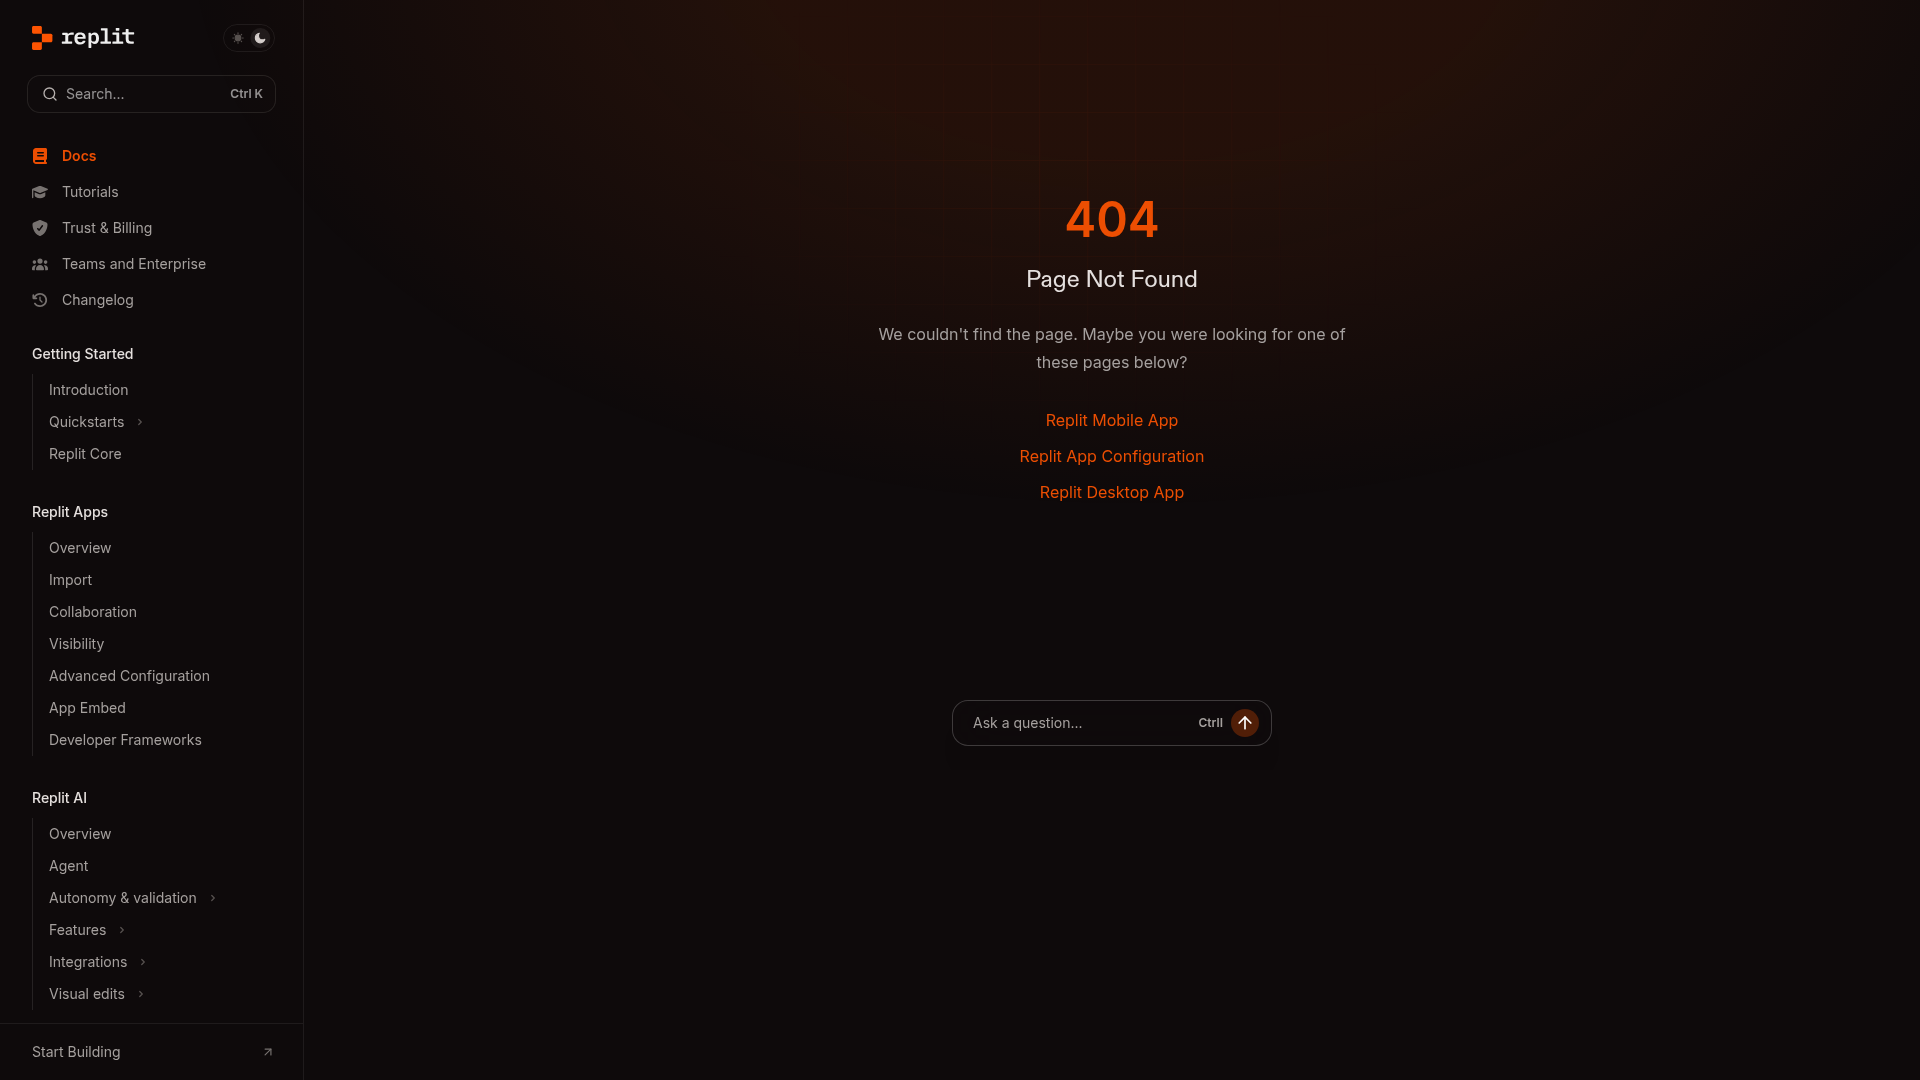 replit
Search...
Ctrl K
Docs
Tutorials
Trust & Billing
Teams and Enterprise
Changelog
Getting Started
Introduction
Quickstarts
Replit Core
Replit Apps
Overview
Import
Collaboration
Visibility
Advanced Configuration
App Embed
Developer Frameworks
Replit AI
Overview
Agent
Autonomy & validation
Features
Integrations
Visual edits
Start Building
404
Page Not Found
We couldn't find the page. Maybe you were looking for one of
these pages below?
Replit Mobile App
Replit App Configuration
Replit Desktop App
Ask a question...
CtrlI